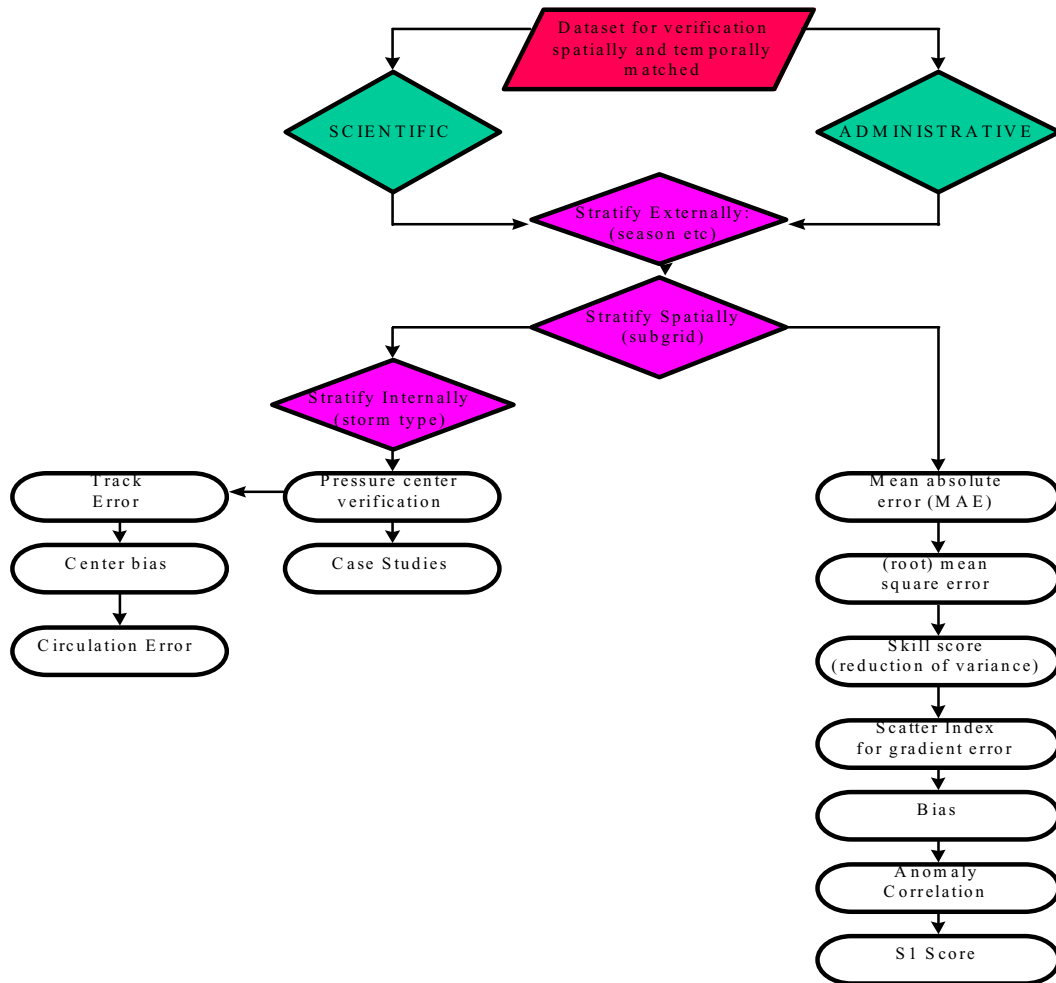 Dataset for verification
spatially and temporally
matched
SCIENTIFIC
ADMINISTRATIVE
Stratify Externally:
(season etc)
Stratify Spatially
(subgrid)
Stratify Internally
(storm type)
Track
Error
Pressure center
verification
Mean absolute
error (MAE)
Center bias
Case Studies
(root) mean
square error
Circulation Error
Skill score
(reduction of variance)
Scatter Index
for gradient error
Bias
Anomaly
Correlation
S1 Score